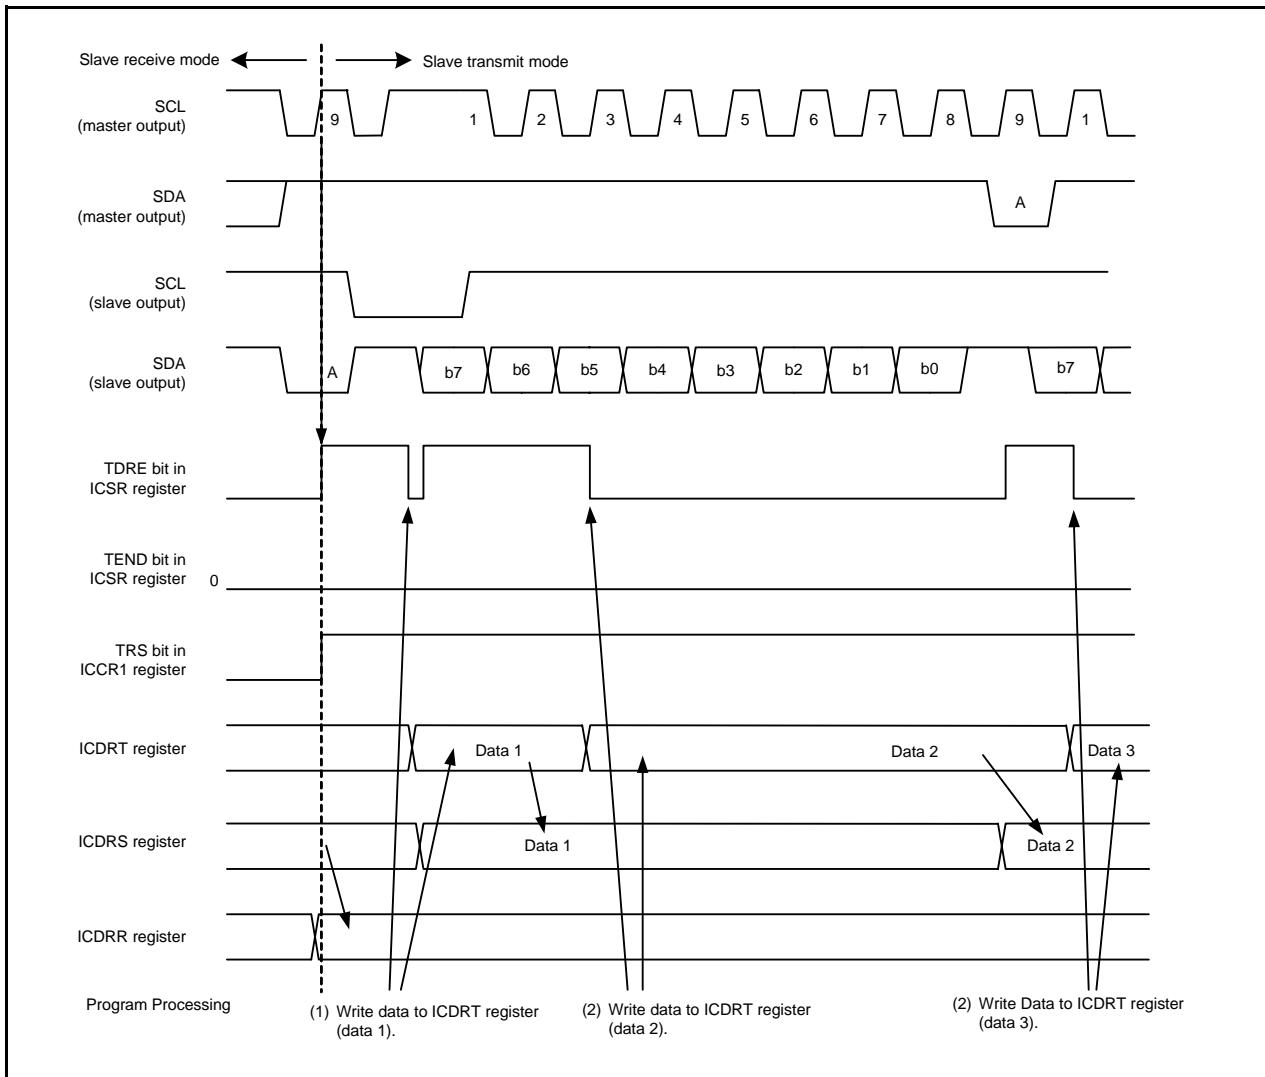 Slave receive mode
Slave transmit mode
SCL
(master output)
9 1 2 3 4 5 6 7 8 9 1
SDA
(master output)
A
SCL
(slave output)
SDA
(slave output)
A b7 b6 b5 b4 b3 b2 b1 b0 b7
TDRE bit in
ICSR register
TEND bit in
ICSR register 0
TRS bit in
ICCR1 register
ICDRT register
Data 1 Data 2 Data 3
ICDRS register
Data 1 Data 2
ICDRR register
Program Processing
(1) Write data to ICDRT register
(data 1).
(2) Write data to ICDRT register
(data 2).
(2) Write Data to ICDRT register
(data 3).